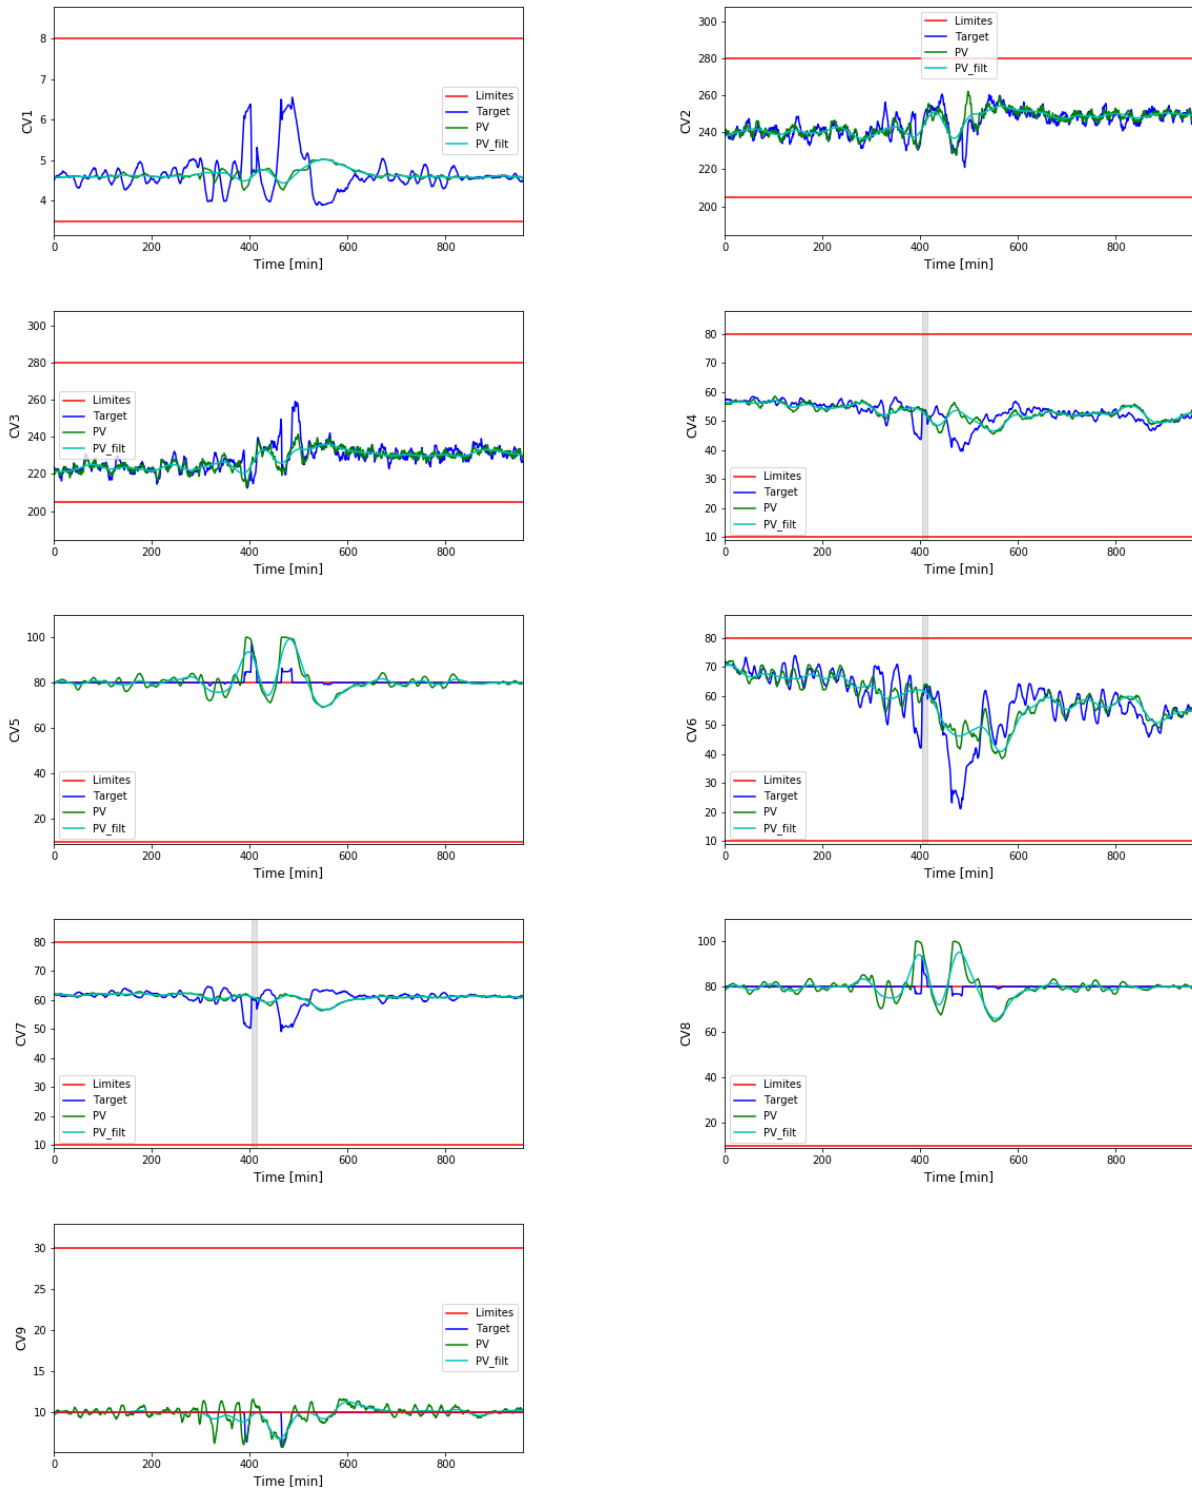 8
7
6
5
4
CV1
Limites
Target
PV
PV_filt
0 200 400 600 800
Time [min]
300
280
260
240
220
200
CV2
Limites
Target
PV
PV_filt
0 200 400 600 800
Time [min]
300
280
260
240
220
200
CV3
Limites
Target
PV
PV_filt
0 200 400 600 800
Time [min]
80
70
60
50
40
30
20
10
CV4
Limites
Target
PV
PV_filt
0 200 400 600 800
Time [min]
100
80
60
40
20
CV5
Limites
Target
PV
PV_filt
0 200 400 600 800
Time [min]
80
70
60
50
40
30
20
10
CV6
Limites
Target
PV
PV_filt
0 200 400 600 800
Time [min]
80
70
60
50
40
30
20
10
CV7
Limites
Target
PV
PV_filt
0 200 400 600 800
Time [min]
100
80
60
40
20
CV8
Limites
Target
PV
PV_filt
0 200 400 600 800
Time [min]
30
25
20
15
10
CV9
Limites
Target
PV
PV_filt
0 200 400 600 800
Time [min]